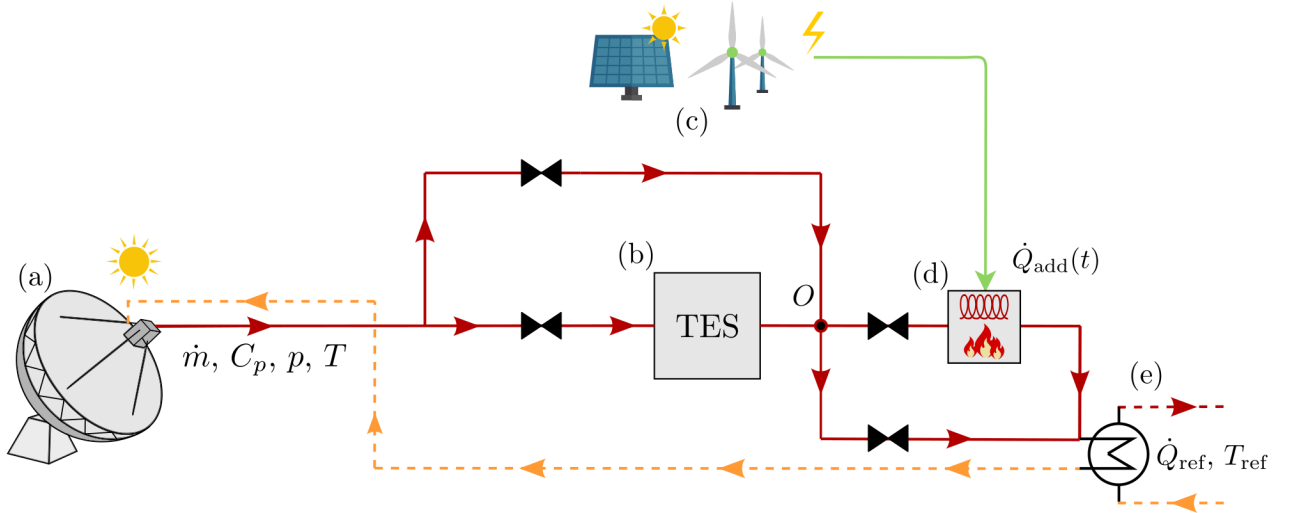 (c)
(a)
(b)
(d)
Q̇add(t)
O
TES
ṁ, Cp, p, T
(e)
Q̇ref, Tref